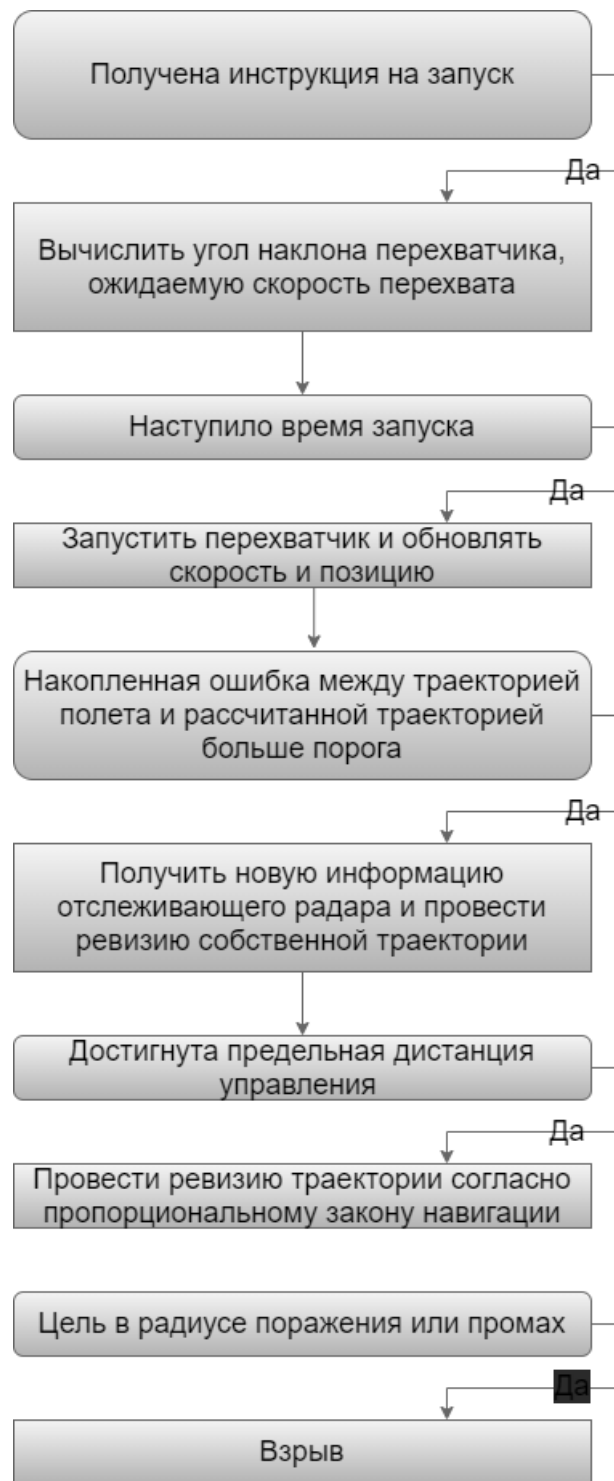 Получена инструкция на запуск
Да
Вычислить угол наклона перехватчика,
ожидаемую скорость перехвата
Наступило время запуска
Да
Запустить перехватчик и обновлять
скорость и позицию
Накопленная ошибка между траекторией
полета и рассчитанной траекторией
больше порога
Да
Получить новую информацию
отслеживающего радара и провести
ревизию собственной траектории
Достигнута предельная дистанция
управления
Да
Провести ревизию траектории согласно
пропорциональному закону навигации
Цель в радиусе поражения или промах
Да
Взрыв